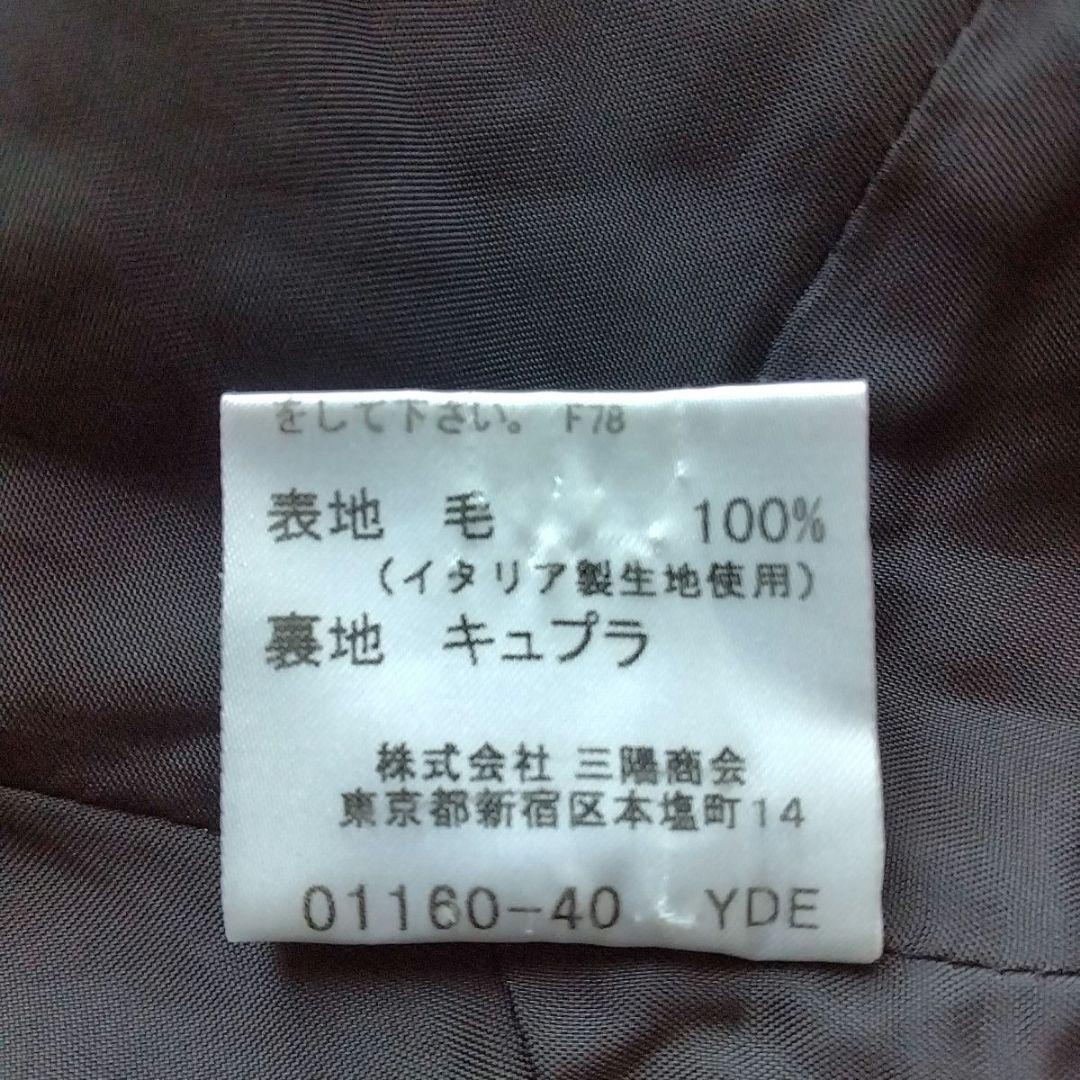 をして下さい。 F78
表地 毛 100%
（イタリア製生地使用）
裏地 キュプラ
株式会社 三陽商会
東京都新宿区本塩町14
01160-40 YDE